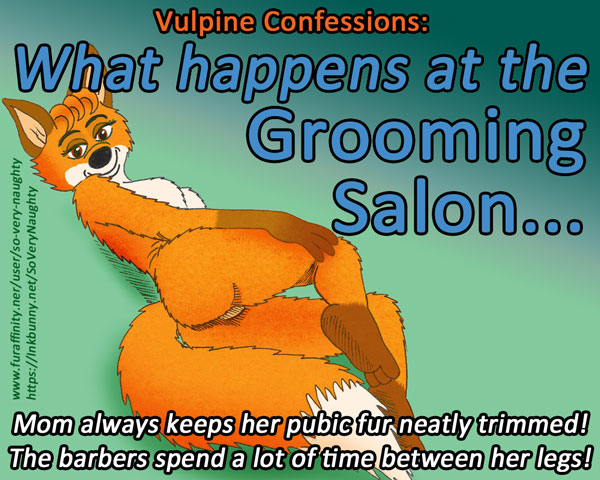 Vulpine Confessions:
What happens at the
Grooming
Salon...
www.furaffinity.ner/user/so-very-naughty
https://Inkbunny.net/SoVeryNaughty
Mom always keeps her pubic fur neatly trimmed!
The barbers spend a lot of time between her legs!